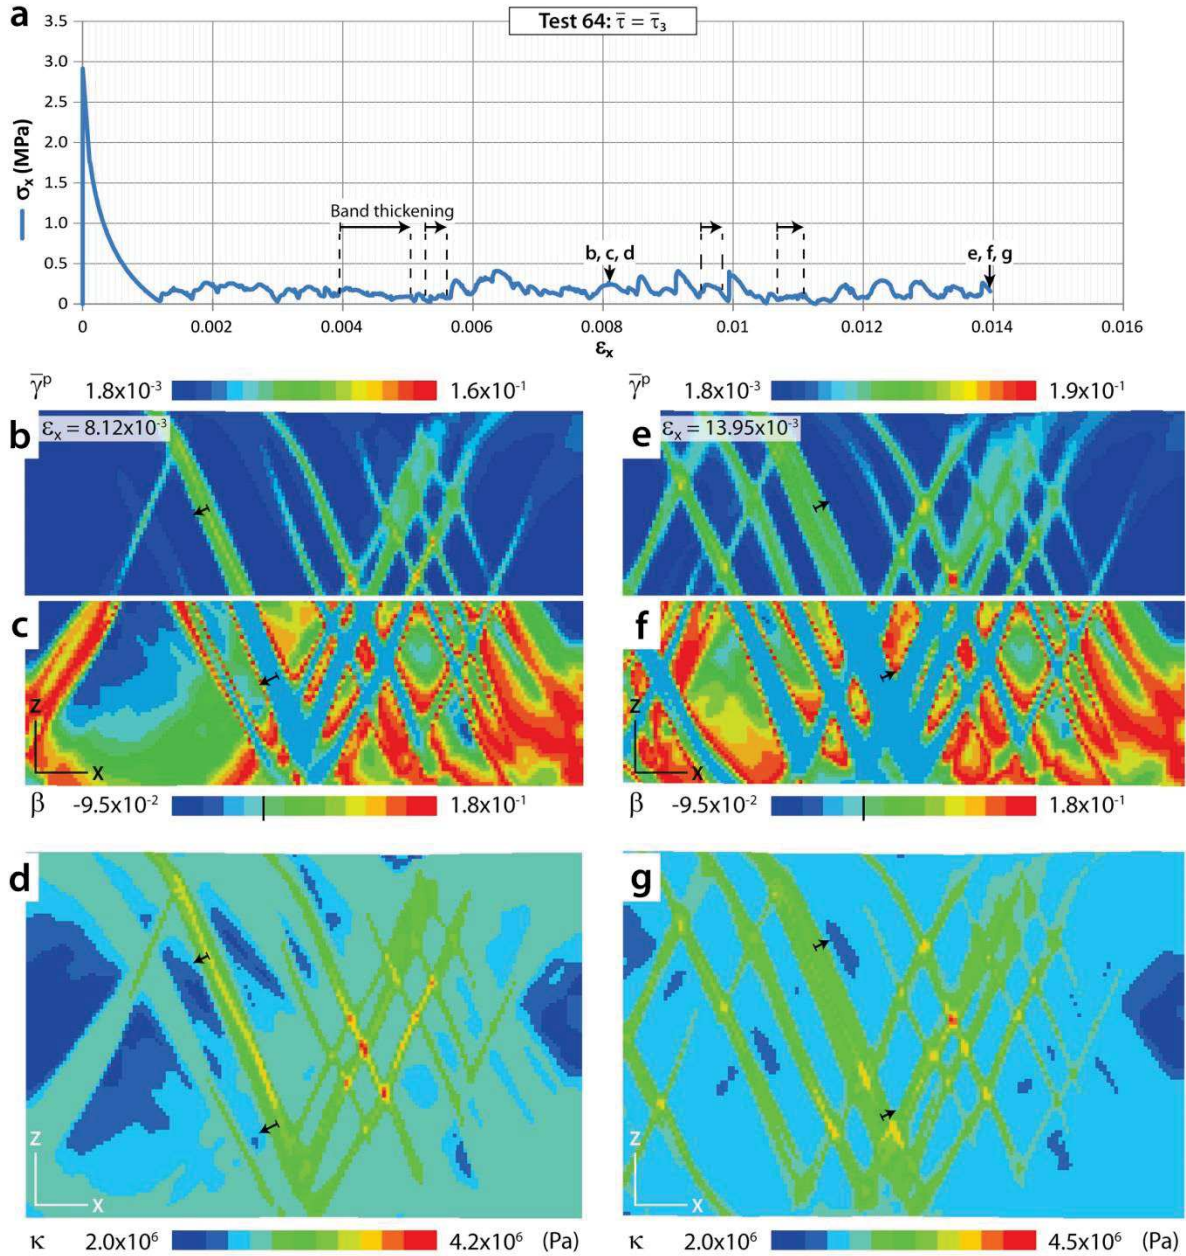 a
Test 64: τ̄ = τ̄₃
3.5
3.0
2.5
2.0
1.5
1.0
0.5
0
σₓ (MPa)
Band thickening
b, c, d
e, f, g
0 0.002 0.004 0.006 0.008 0.01 0.012 0.014 0.016
εₓ
γ̄ᵖ 1.8x10⁻³ 1.6x10⁻¹
γ̄ᵖ 1.8x10⁻³ 1.9x10⁻¹
b εₓ = 8.12x10⁻³
e εₓ = 13.95x10⁻³
c
f
Z
X
Z
X
β -9.5x10⁻² 1.8x10⁻¹
β -9.5x10⁻² 1.8x10⁻¹
d
g
Z
X
Z
X
κ 2.0x10⁶ 4.2x10⁶ (Pa)
κ 2.0x10⁶ 4.5x10⁶ (Pa)